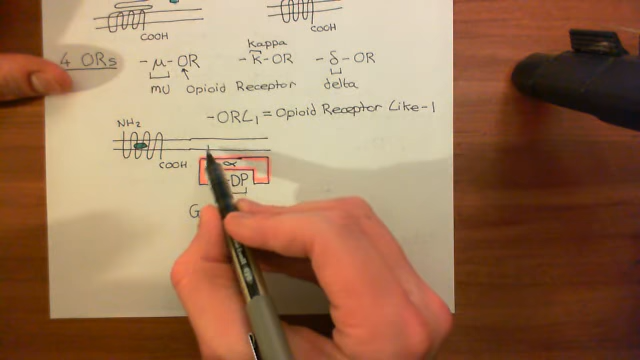 COOH
COOH
4 ORs
-μ-OR
Kappa
-K-OR
-δ-OR
mu
Opioid Receptor
delta
-ORL1 = Opioid Receptor Like-1
NH2
COOH
α
DP
G